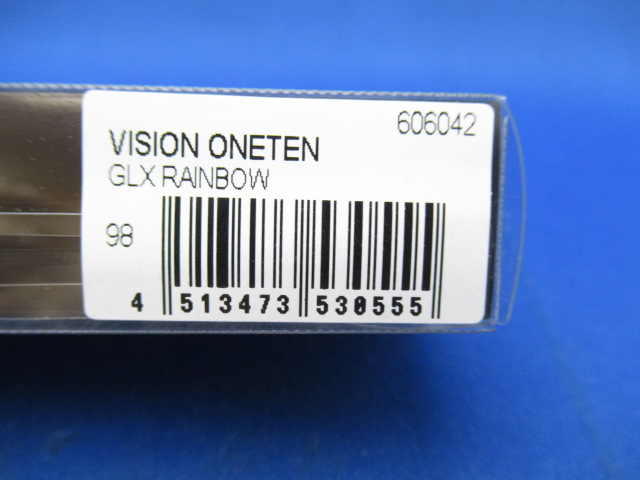 606042
VISION ONETEN
GLX RAINBOW
98
4 513473 530555